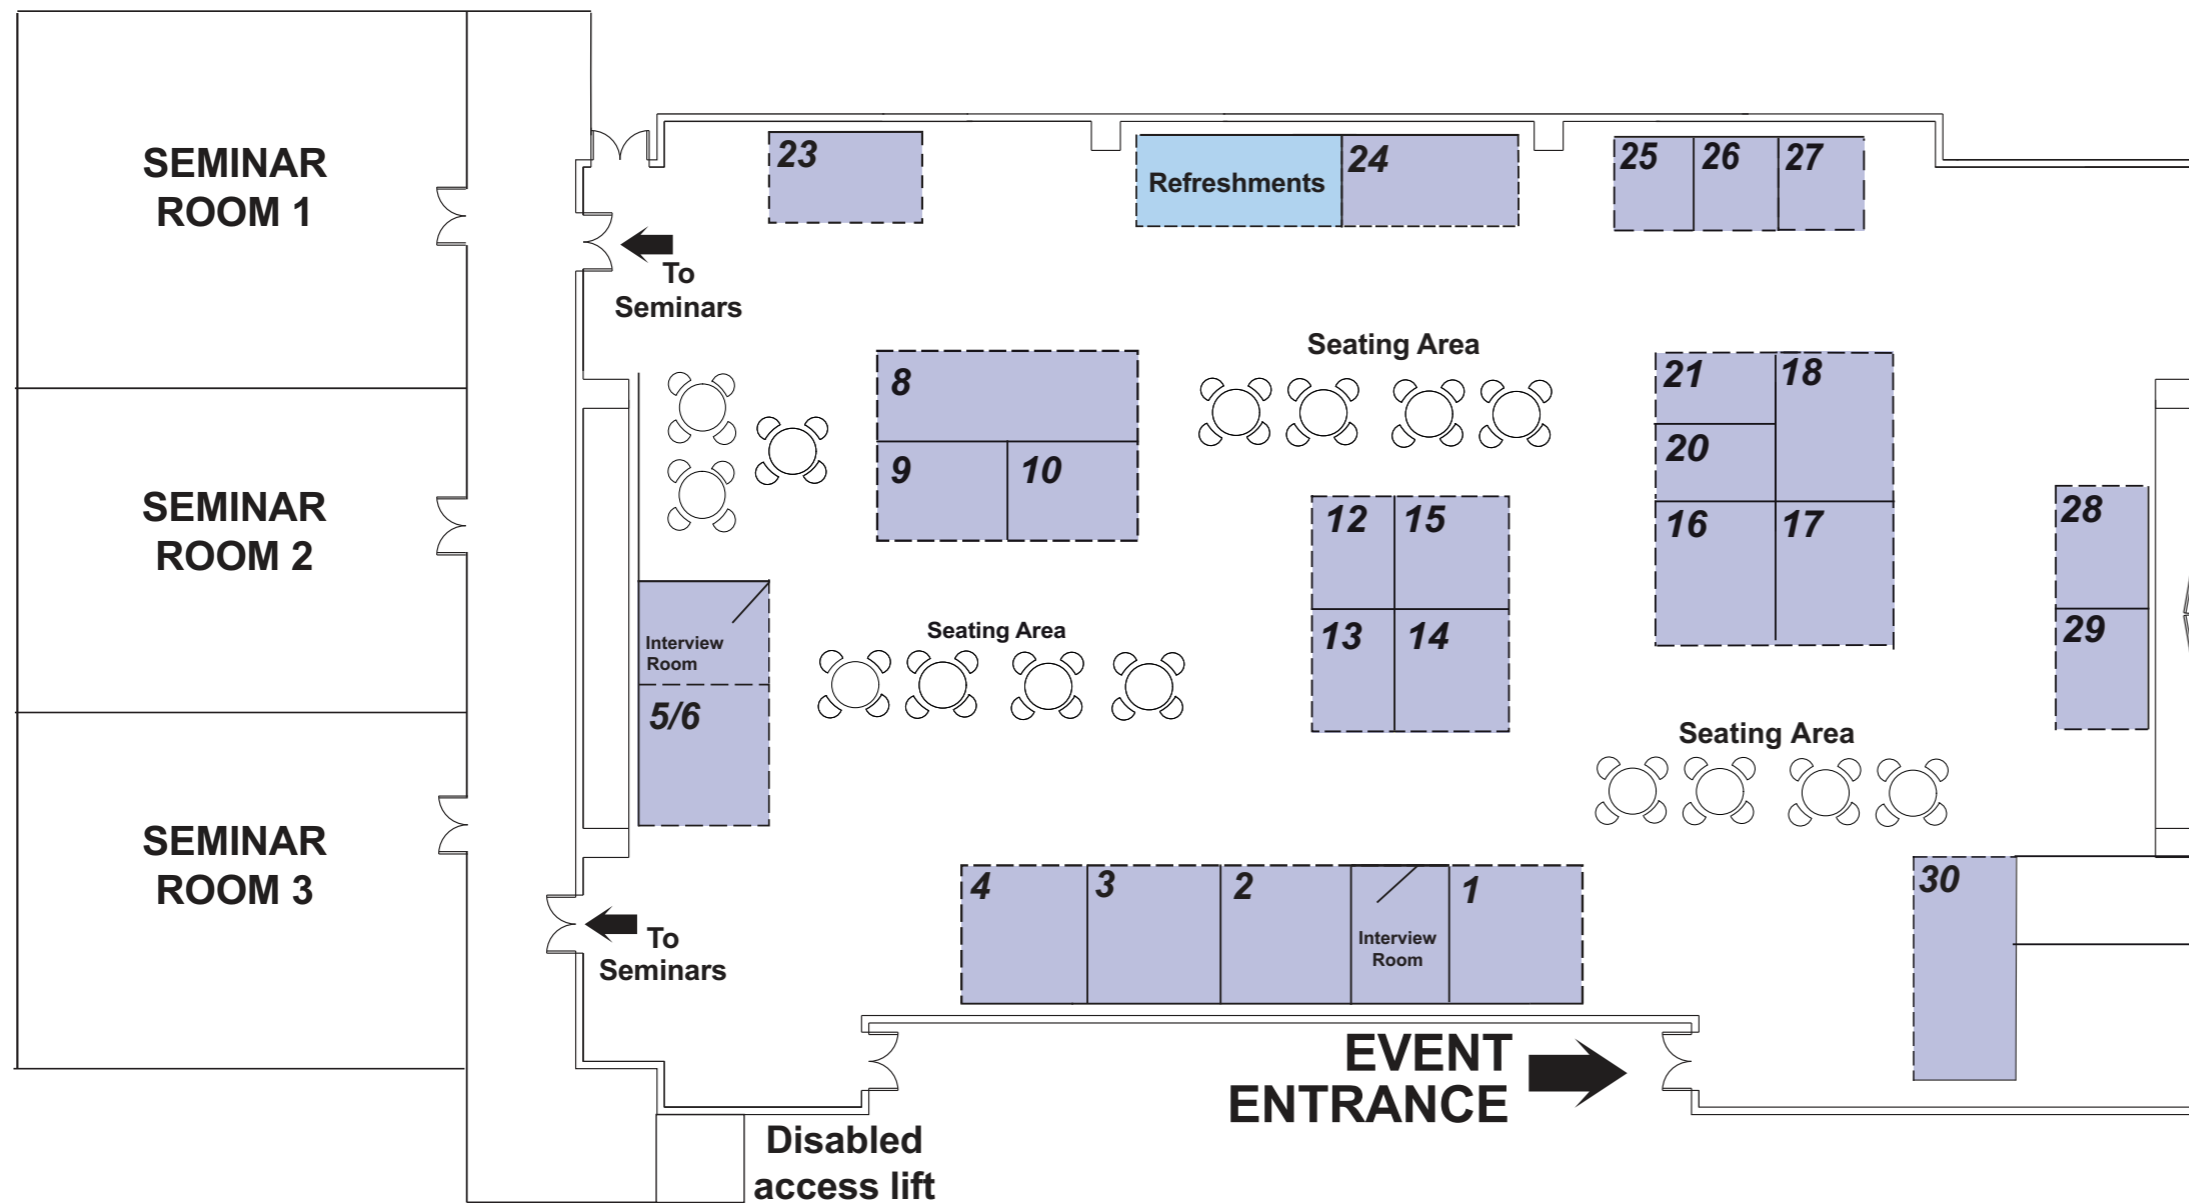 SEMINAR
ROOM 1
23
Refreshments
24
25
26
27
To
Seminars
Seating Area
8
9
10
21
18
20
16
17
12
15
13
14
28
29
SEMINAR
ROOM 2
Interview
Room
5/6
Seating Area
Seating Area
SEMINAR
ROOM 3
To
Seminars
4
3
2
Interview
Room
1
30
EVENT
ENTRANCE
Disabled
access lift